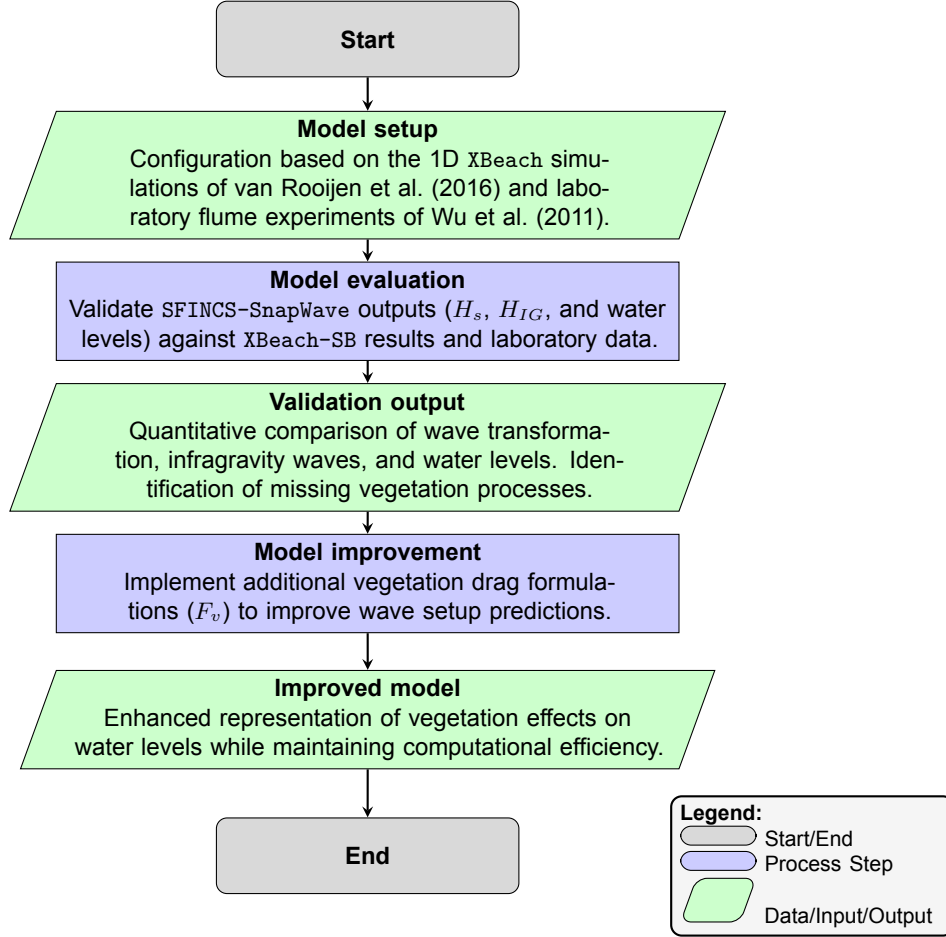 Start
Model setup
Configuration based on the 1D XBeach simu-
lations of van Rooijen et al. (2016) and labo-
ratory flume experiments of Wu et al. (2011).
Model evaluation
Validate SFINCS-SnapWave outputs (H_s, H_{IG}, and water
levels) against XBeach-SB results and laboratory data.
Validation output
Quantitative comparison of wave transforma-
tion, infragravity waves, and water levels. Iden-
tification of missing vegetation processes.
Model improvement
Implement additional vegetation drag formula-
tions (F_v) to improve wave setup predictions.
Improved model
Enhanced representation of vegetation effects on
water levels while maintaining computational efficiency.
End
Legend:
Start/End
Process Step
Data/Input/Output